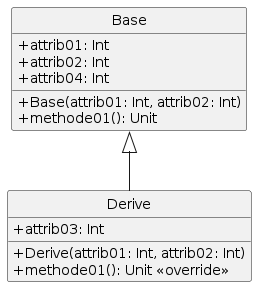 Base
+attrib01: Int
+attrib02: Int
+attrib04: Int
+Base(attrib01: Int, attrib02: Int)
+methode01(): Unit
Derive
+attrib03: Int
+Derive(attrib01: Int, attrib02: Int)
+methode01(): Unit «override»